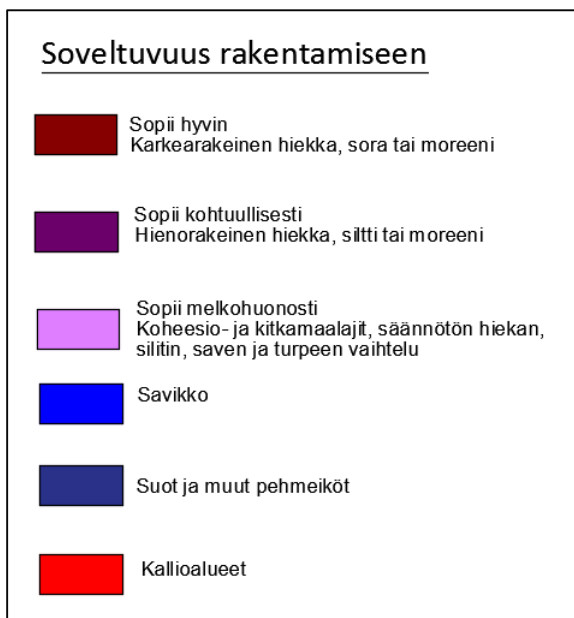 Soveltuvuus rakentamiseen
Sopii hyvin
Karkearakeinen hiekka, sora tai moreeni
Sopii kohtuullisesti
Hienorakeinen hiekka, siltti tai moreeni
Sopii melkohuonosti
Koheesio- ja kitkamaalajit, säännötön hiekan,
silitin, saven ja turpeen vaihtelu
Savikko
Suot ja muut pehmeiköt
Kallioalueet